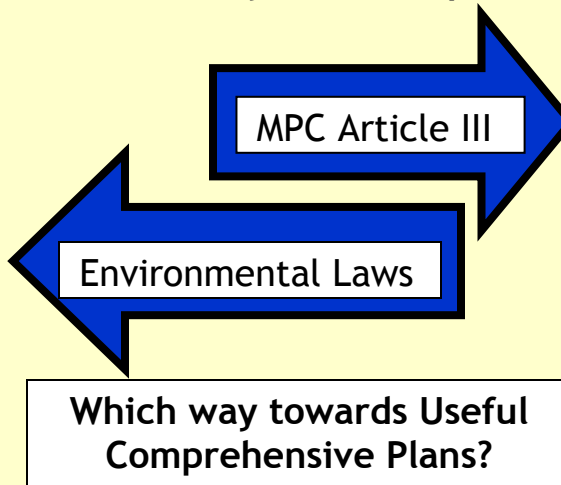 MPC Article III
Environmental Laws
Which way towards Useful
Comprehensive Plans?